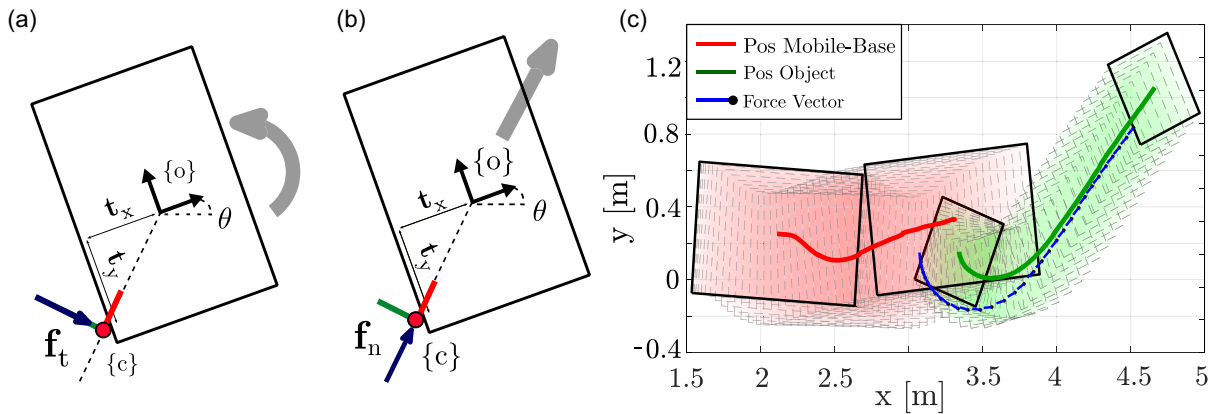 (a)
{o}
t_x
θ
t_y
f_t
{c}
(b)
{o}
t_x
θ
t_y
f_n
{c}
(c)
Pos Mobile-Base
Pos Object
Force Vector
y [m]
1.2
0.8
0.4
0
-0.4
1.5 2 2.5 3 3.5 4 4.5 5
x [m]